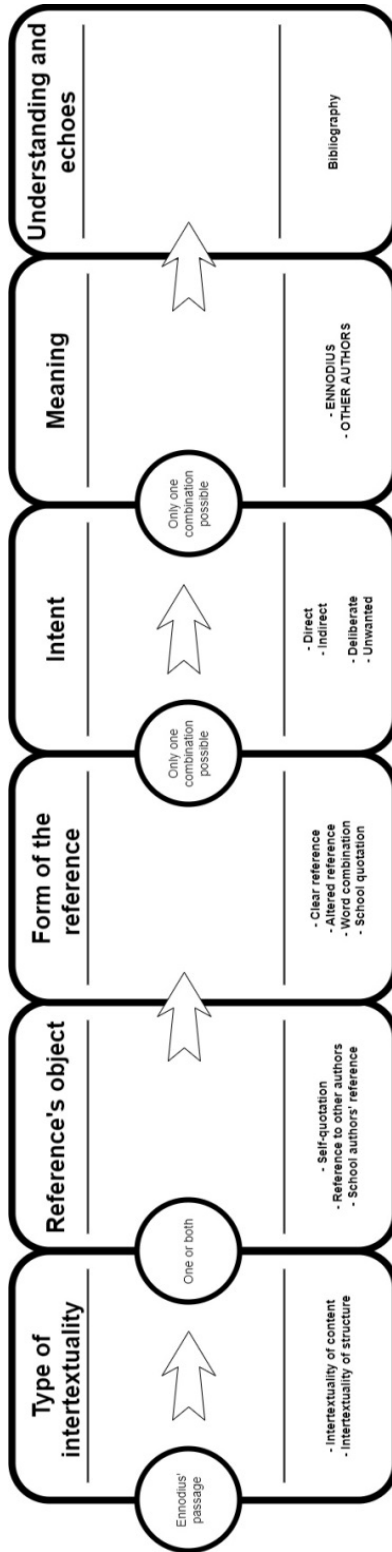 Type of
intertextuality
Ennodius'
passage
- Intertextuality of content
- Intertextuality of structure
One or both
Reference's object
- Self-quotation
- Reference to other authors
- School authors' reference
Form of the
reference
- Clear reference
- Altered reference
- Word combination
- School quotation
Only one
combination
possible
Intent
- Direct
- Indirect
- Deliberate
- Unwanted
Only one
combination
possible
Meaning
- ENNODIUS
- OTHER AUTHORS
Understanding and
echoes
Bibliography